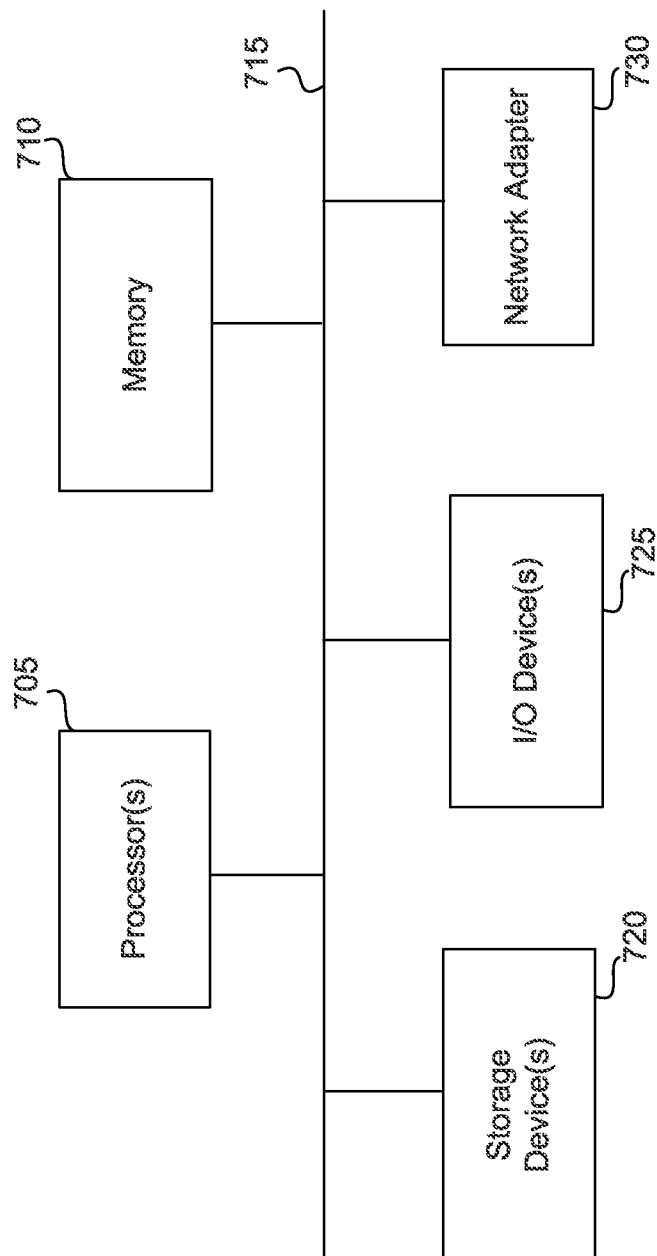 705
Processor(s)
710
Memory
715
Storage
Device(s)
720
I/O Device(s)
725
Network Adapter
730